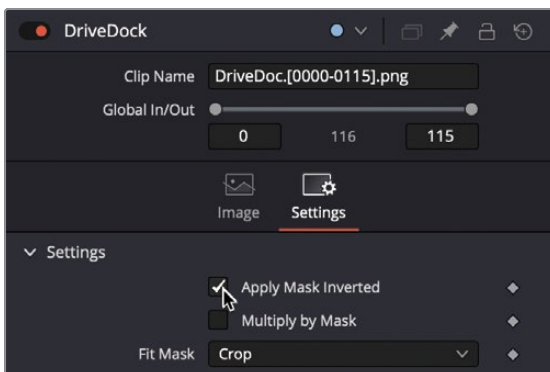 DriveDock
Clip Name DriveDoc.[0000-0115].png
Global In/Out
0 116 115
Image Settings
Settings
Apply Mask Inverted
Multiply by Mask
Fit Mask Crop